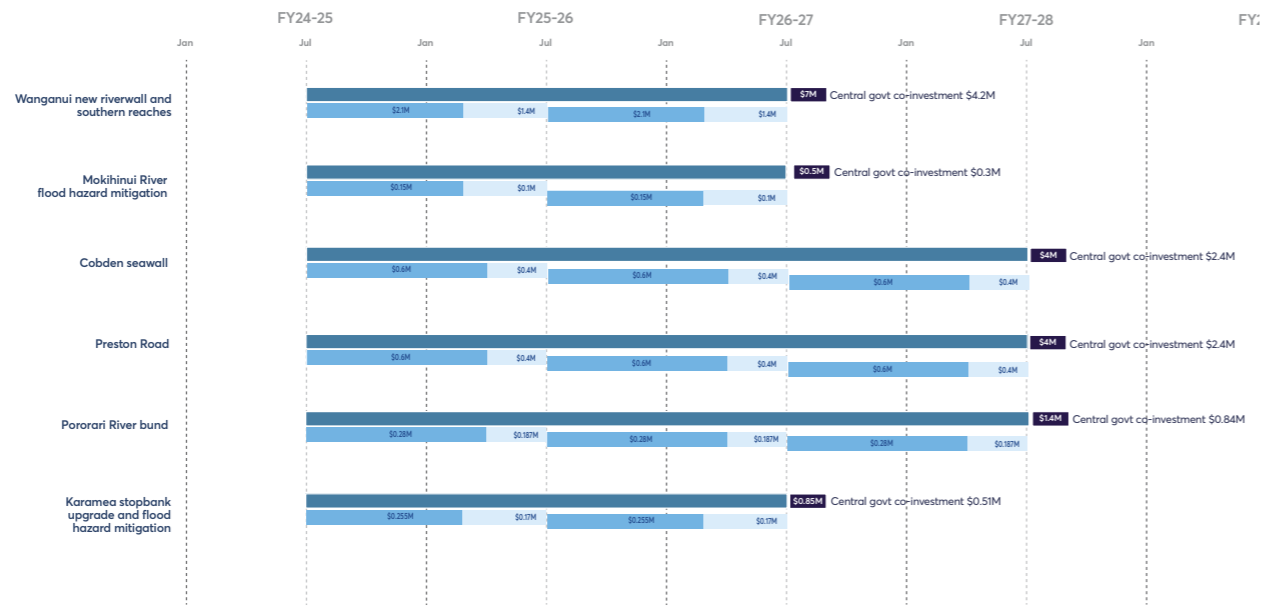 FY24-25 FY25-26 FY26-27 FY27-28
Jan Jul Jan Jul Jan Jul Jan Jul Jan
Wanganui new riverwall and
southern reaches
$7M Central govt co-investment $4.2M
$2.1M $1.4M $2.1M $1.4M
Mokihinui River
flood hazard mitigation
$0.5M Central govt co-investment $0.3M
$0.15M $0.1M
$0.15M $0.1M
Cobden seawall
$4M Central govt co-investment $2.4M
$0.6M $0.4M
$0.6M $0.4M
$0.6M $0.4M
Preston Road
$4M Central govt co-investment $2.4M
$0.6M $0.4M
$0.6M $0.4M
$0.6M $0.4M
Pororari River bund
$1.4M Central govt co-investment $0.84M
$0.28M $0.187M
$0.28M $0.187M
$0.28M $0.187M
Karamea stopbank
upgrade and flood
hazard mitigation
$0.85M Central govt co-investment $0.51M
$0.255M $0.17M
$0.255M $0.17M